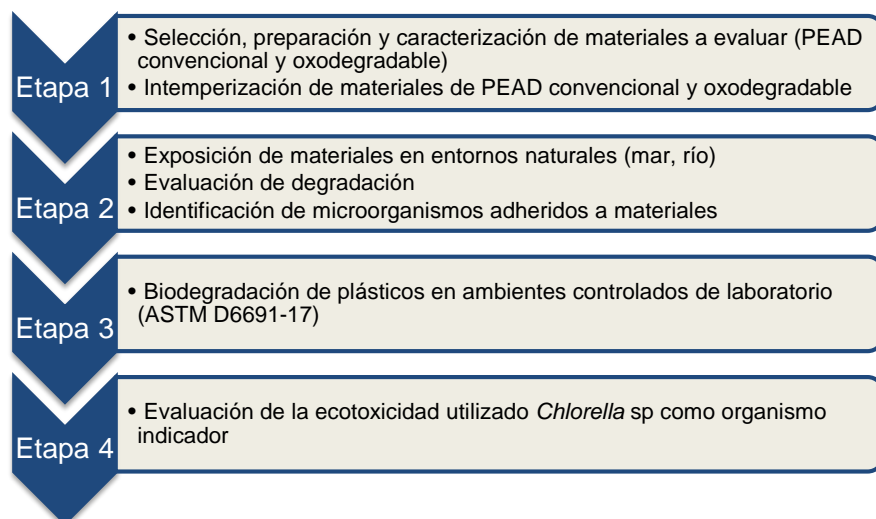 Etapa 1
• Selección, preparación y caracterización de materiales a evaluar (PEAD
convencional y oxodegradable)
• Intemperización de materiales de PEAD convencional y oxodegradable
Etapa 2
• Exposición de materiales en entornos naturales (mar, río)
• Evaluación de degradación
• Identificación de microorganismos adheridos a materiales
Etapa 3
• Biodegradación de plásticos en ambientes controlados de laboratorio
(ASTM D6691-17)
Etapa 4
• Evaluación de la ecotoxicidad utilizado Chlorella sp como organismo
indicador